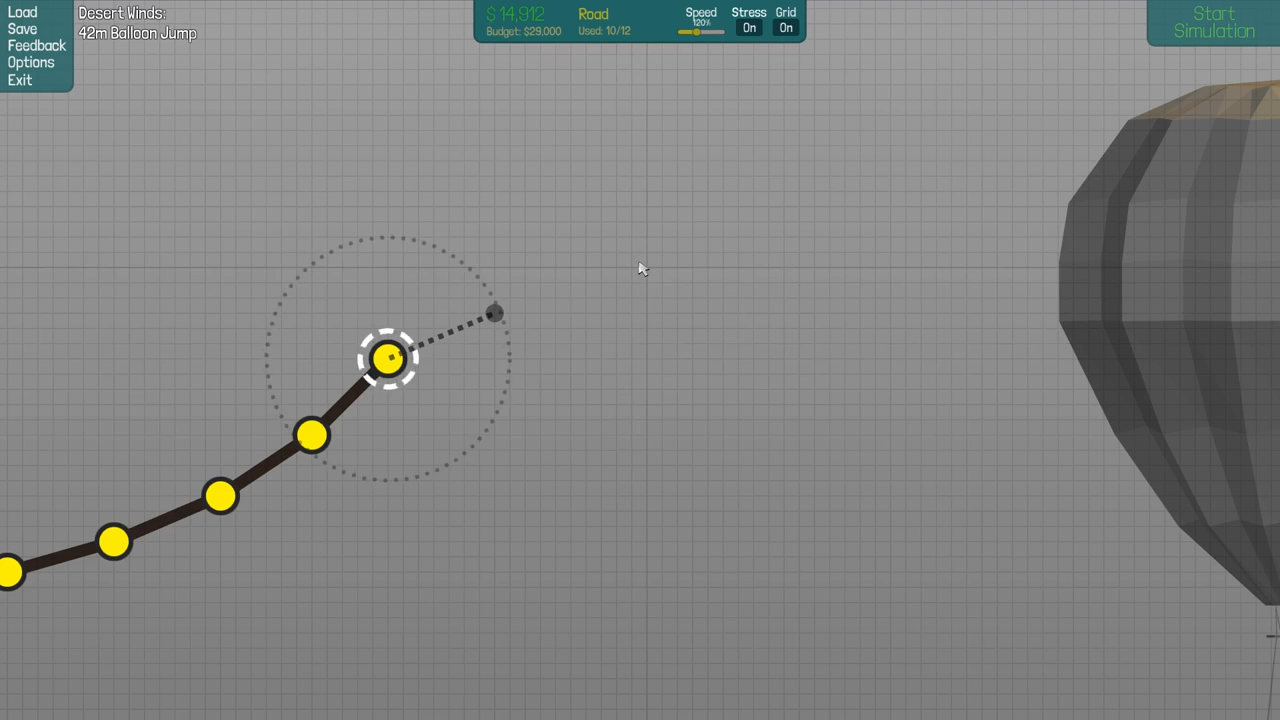 Load
Save
Feedback
Options
Exit
Desert Winds:
42m Balloon Jump
$ 14,912
Budget: $29,000
Road
Used: 10/12
Speed
120%
Stress
On
Grid
On
Start
Simulation